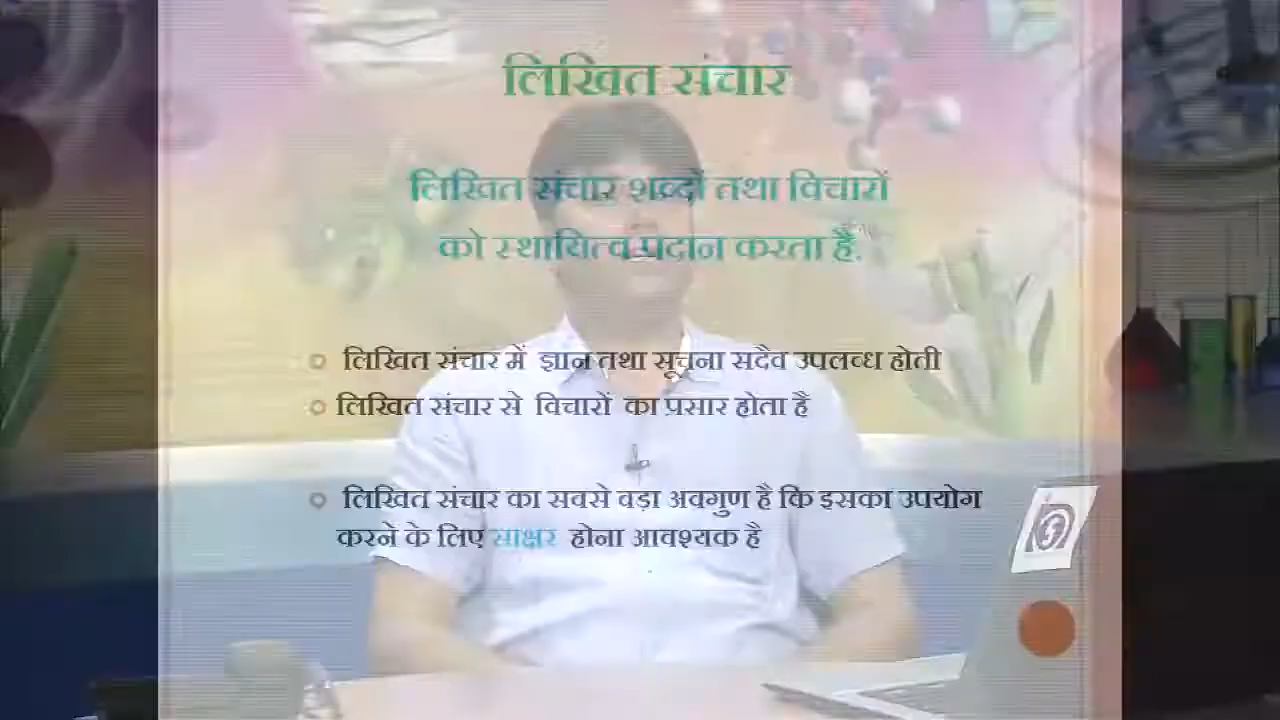 लिखित संचार
लिखित संचार शब्दों तथा विचारों
को स्थायित्व प्रदान करता है.
लिखित संचार में ज्ञान तथा सूचना सदैव उपलब्ध होती
लिखित संचार से विचारों का प्रसार होता है
लिखित संचार का सबसे बड़ा अवगुण है कि इसका उपयोग
करने के लिए साक्षर होना आवश्यक है